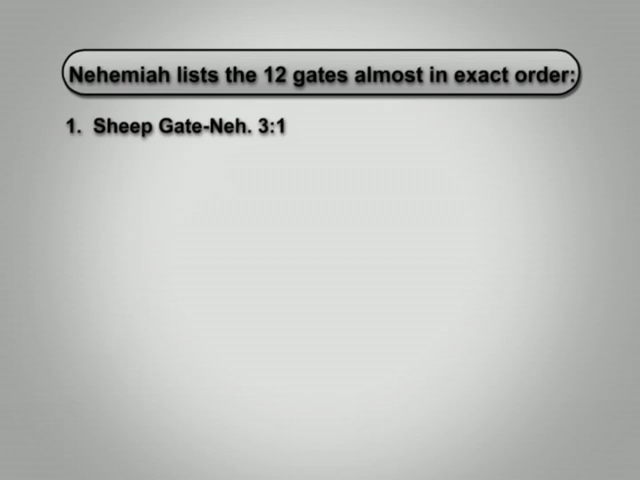 Nehemiah lists the 12 gates almost in exact order:
1. Sheep Gate-Neh. 3:1